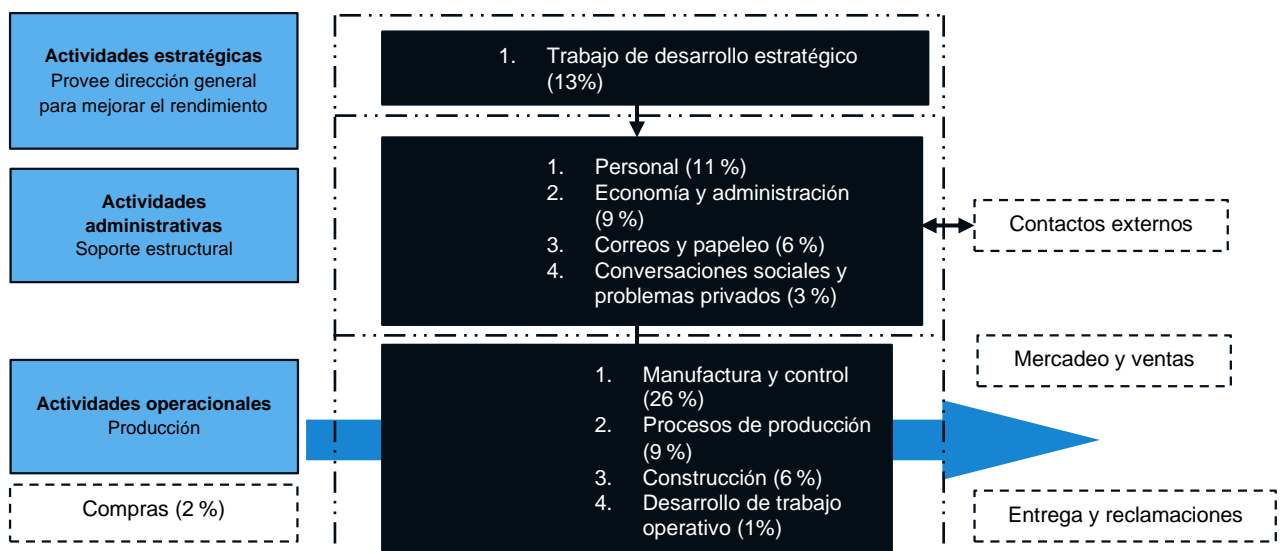 Actividades estratégicas
Provee dirección general
para mejorar el rendimiento
1. Trabajo de desarrollo estratégico
(13%)
Actividades
administrativas
Soporte estructural
1. Personal (11 %)
2. Economía y administración
(9 %)
3. Correos y papeleo (6 %)
4. Conversaciones sociales y
problemas privados (3 %)
Contactos externos
Actividades operacionales
Producción
Compras (2 %)
1. Manufactura y control
(26 %)
2. Procesos de producción
(9 %)
3. Construcción (6 %)
4. Desarrollo de trabajo
operativo (1%)
Mercadeo y ventas
Entrega y reclamaciones